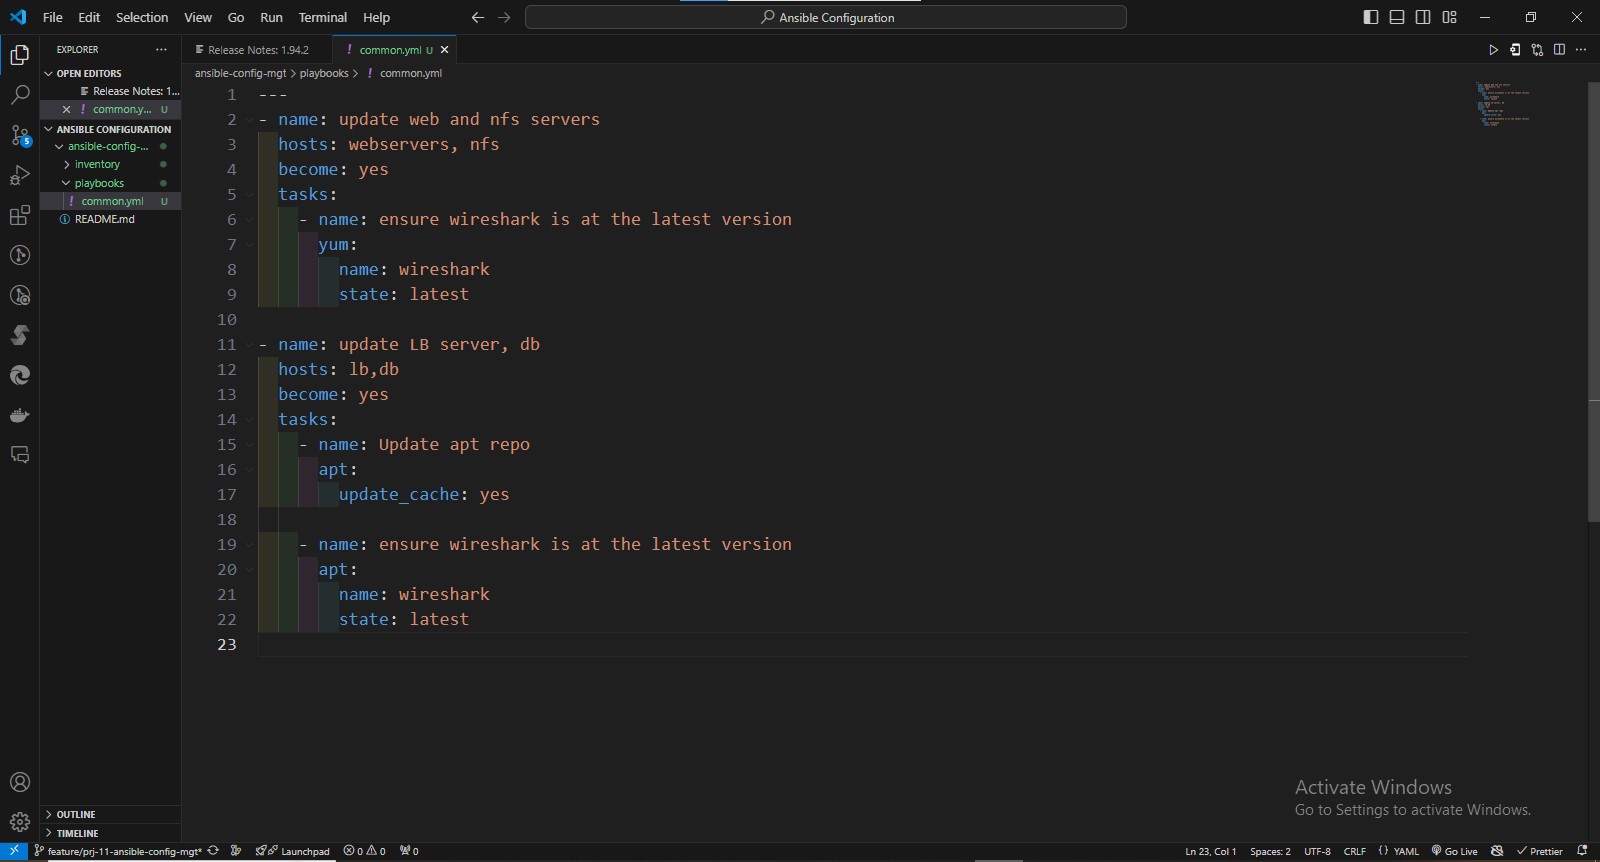 File Edit Selection View Go Run Terminal Help
Ansible Configuration
EXPLORER
OPEN EDITORS
Release Notes: 1...
common.y... U
ANSIBLE CONFIGURATION
ansible-config-...
inventory
playbooks
common.yml U
README.md
OUTLINE
TIMELINE
5
Release Notes: 1.94.2
common.yml U
ansible-config-mgt > playbooks > ! common.yml
1 ---
2 - name: update web and nfs servers
3 hosts: webservers, nfs
4 become: yes
5 tasks:
6 - name: ensure wireshark is at the latest version
7 yum:
8 name: wireshark
9 state: latest
10
11 - name: update LB server, db
12 hosts: lb,db
13 become: yes
14 tasks:
15 - name: Update apt repo
16 apt:
17 update_cache: yes
18
19 - name: ensure wireshark is at the latest version
20 apt:
21 name: wireshark
22 state: latest
23
Activate Windows
Go to Settings to activate Windows.
feature/prj-11-ansible-config-mgt* Launchpad 0 0 0 Ln 23, Col 1 Spaces: 2 UTF-8 CRLF {} YAML Go Live Prettier